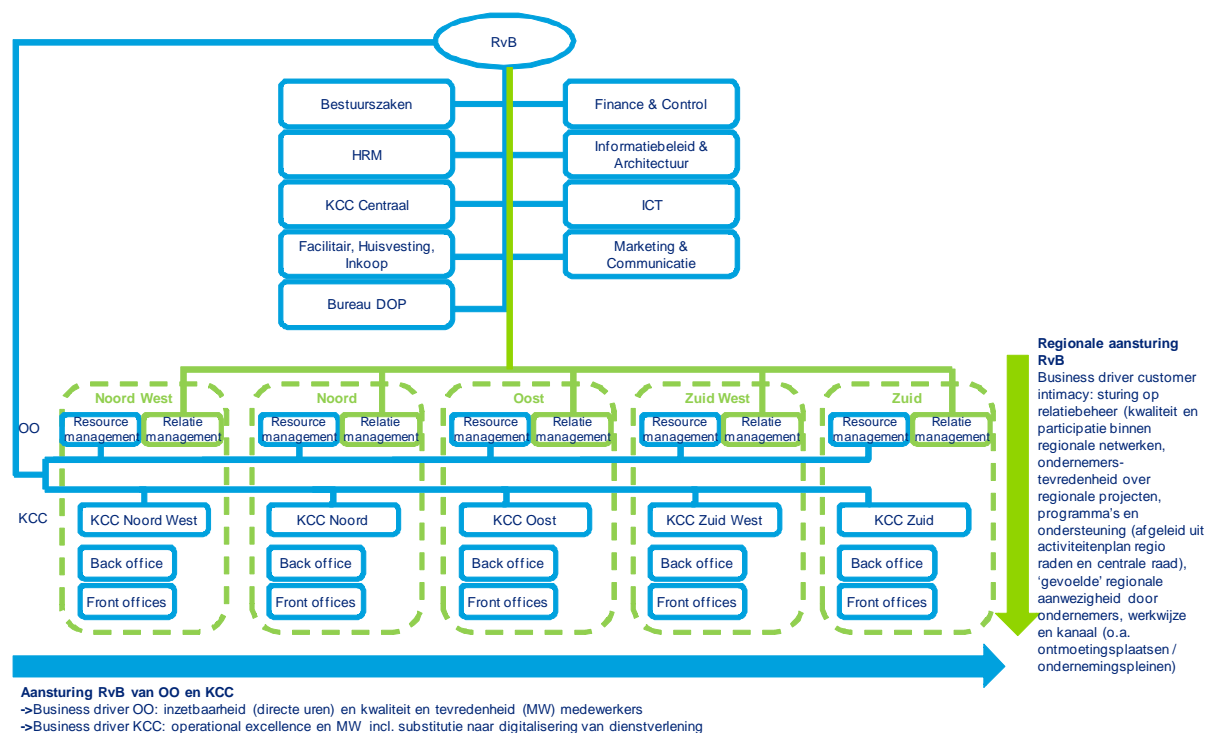 RvB
Bestuurszaken
Finance & Control
HRM
Informatiebeleid &
Architectuur
KCC Centraal
ICT
Facilitair, Huisvesting,
Inkoop
Marketing &
Communicatie
Bureau DOP
Noord West
Noord
Oost
Zuid West
Zuid
OO
Resource
management
Relatie
management
Resource
management
Relatie
management
Resource
management
Relatie
management
Resource
management
Relatie
management
Resource
management
Relatie
management
KCC
KCC Noord West
KCC Noord
KCC Oost
KCC Zuid West
KCC Zuid
Back office
Back office
Back office
Back office
Back office
Front offices
Front offices
Front offices
Front offices
Front offices
Regionale aansturing
RvB
Business driver customer
intimacy: sturing op
relatiebeheer (kwaliteit en
participatie binnen
regionale netwerken,
ondernemers-
tevredenheid over
regionale projecten,
programma's en
ondersteuning (afgeleid uit
activiteitenplan regio
raden en centrale raad),
‘gevoelde’ regionale
aanwezigheid door
ondernemers, werkwijze
en kanaal (o.a.
ontmoetingsplaatsen /
ondernemingspleinen)
Aansturing RvB van OO en KCC
->Business driver OO: inzetbaarheid (directe uren) en kwaliteit en tevredenheid (MW) medewerkers
->Business driver KCC: operational excellence en MW incl. substitutie naar digitalisering van dienstverlening